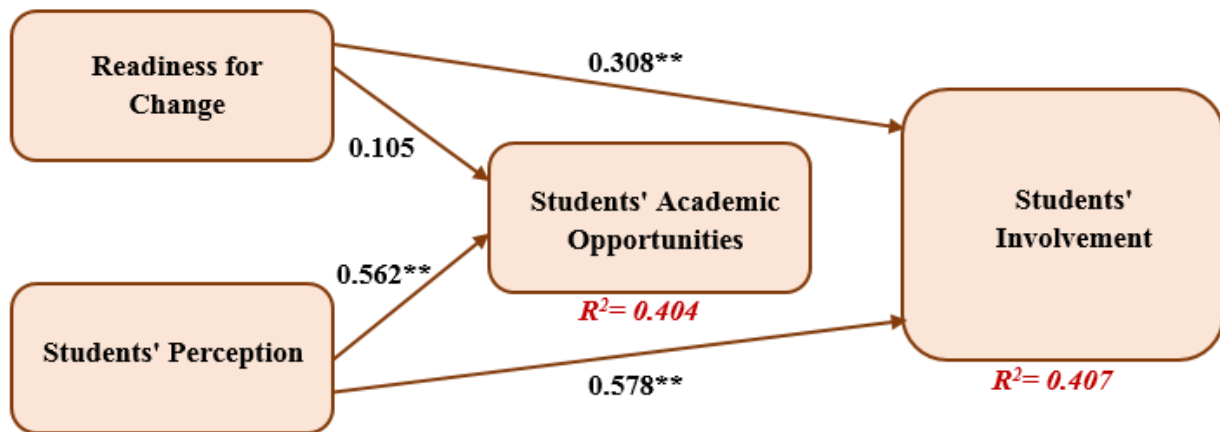 Readiness for
Change
0.308**
0.105
Students' Academic
Opportunities
R²= 0.404
Students'
Involvement
R²= 0.407
0.562**
Students' Perception
0.578**